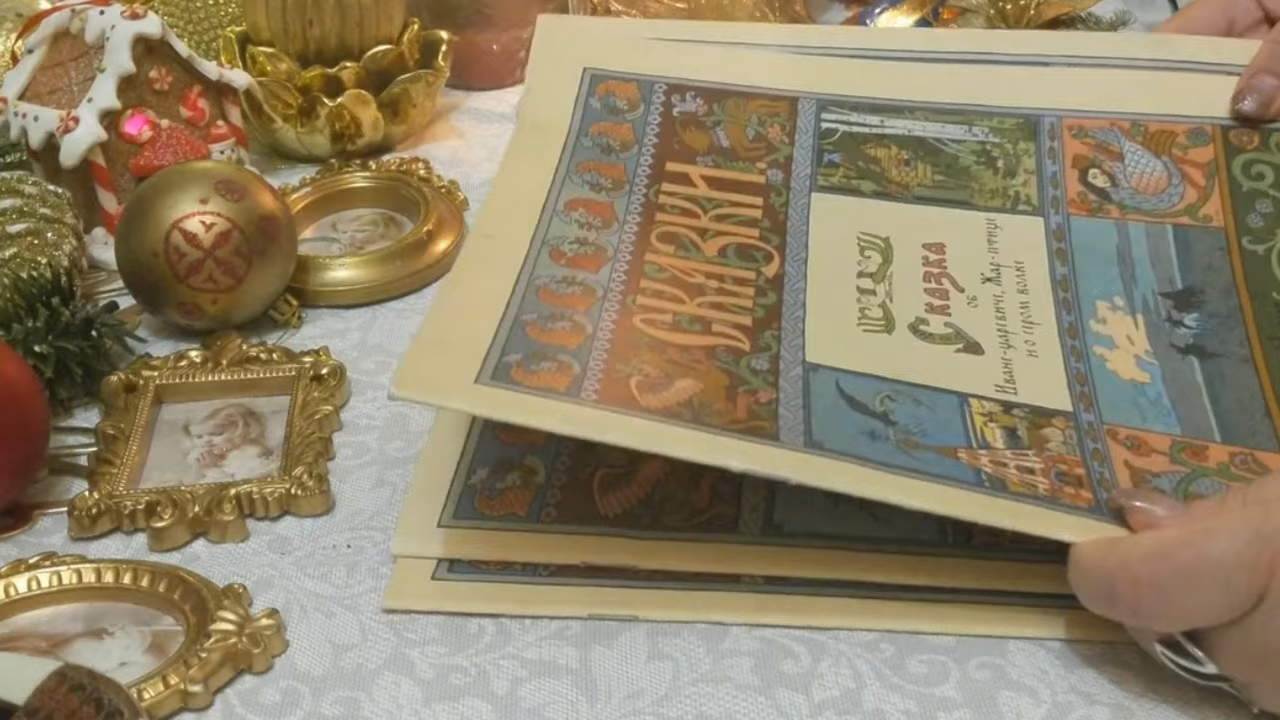 СКАЗКИ
Сказка
об
Иване-царевиче, Жар-птице
и о сером волке